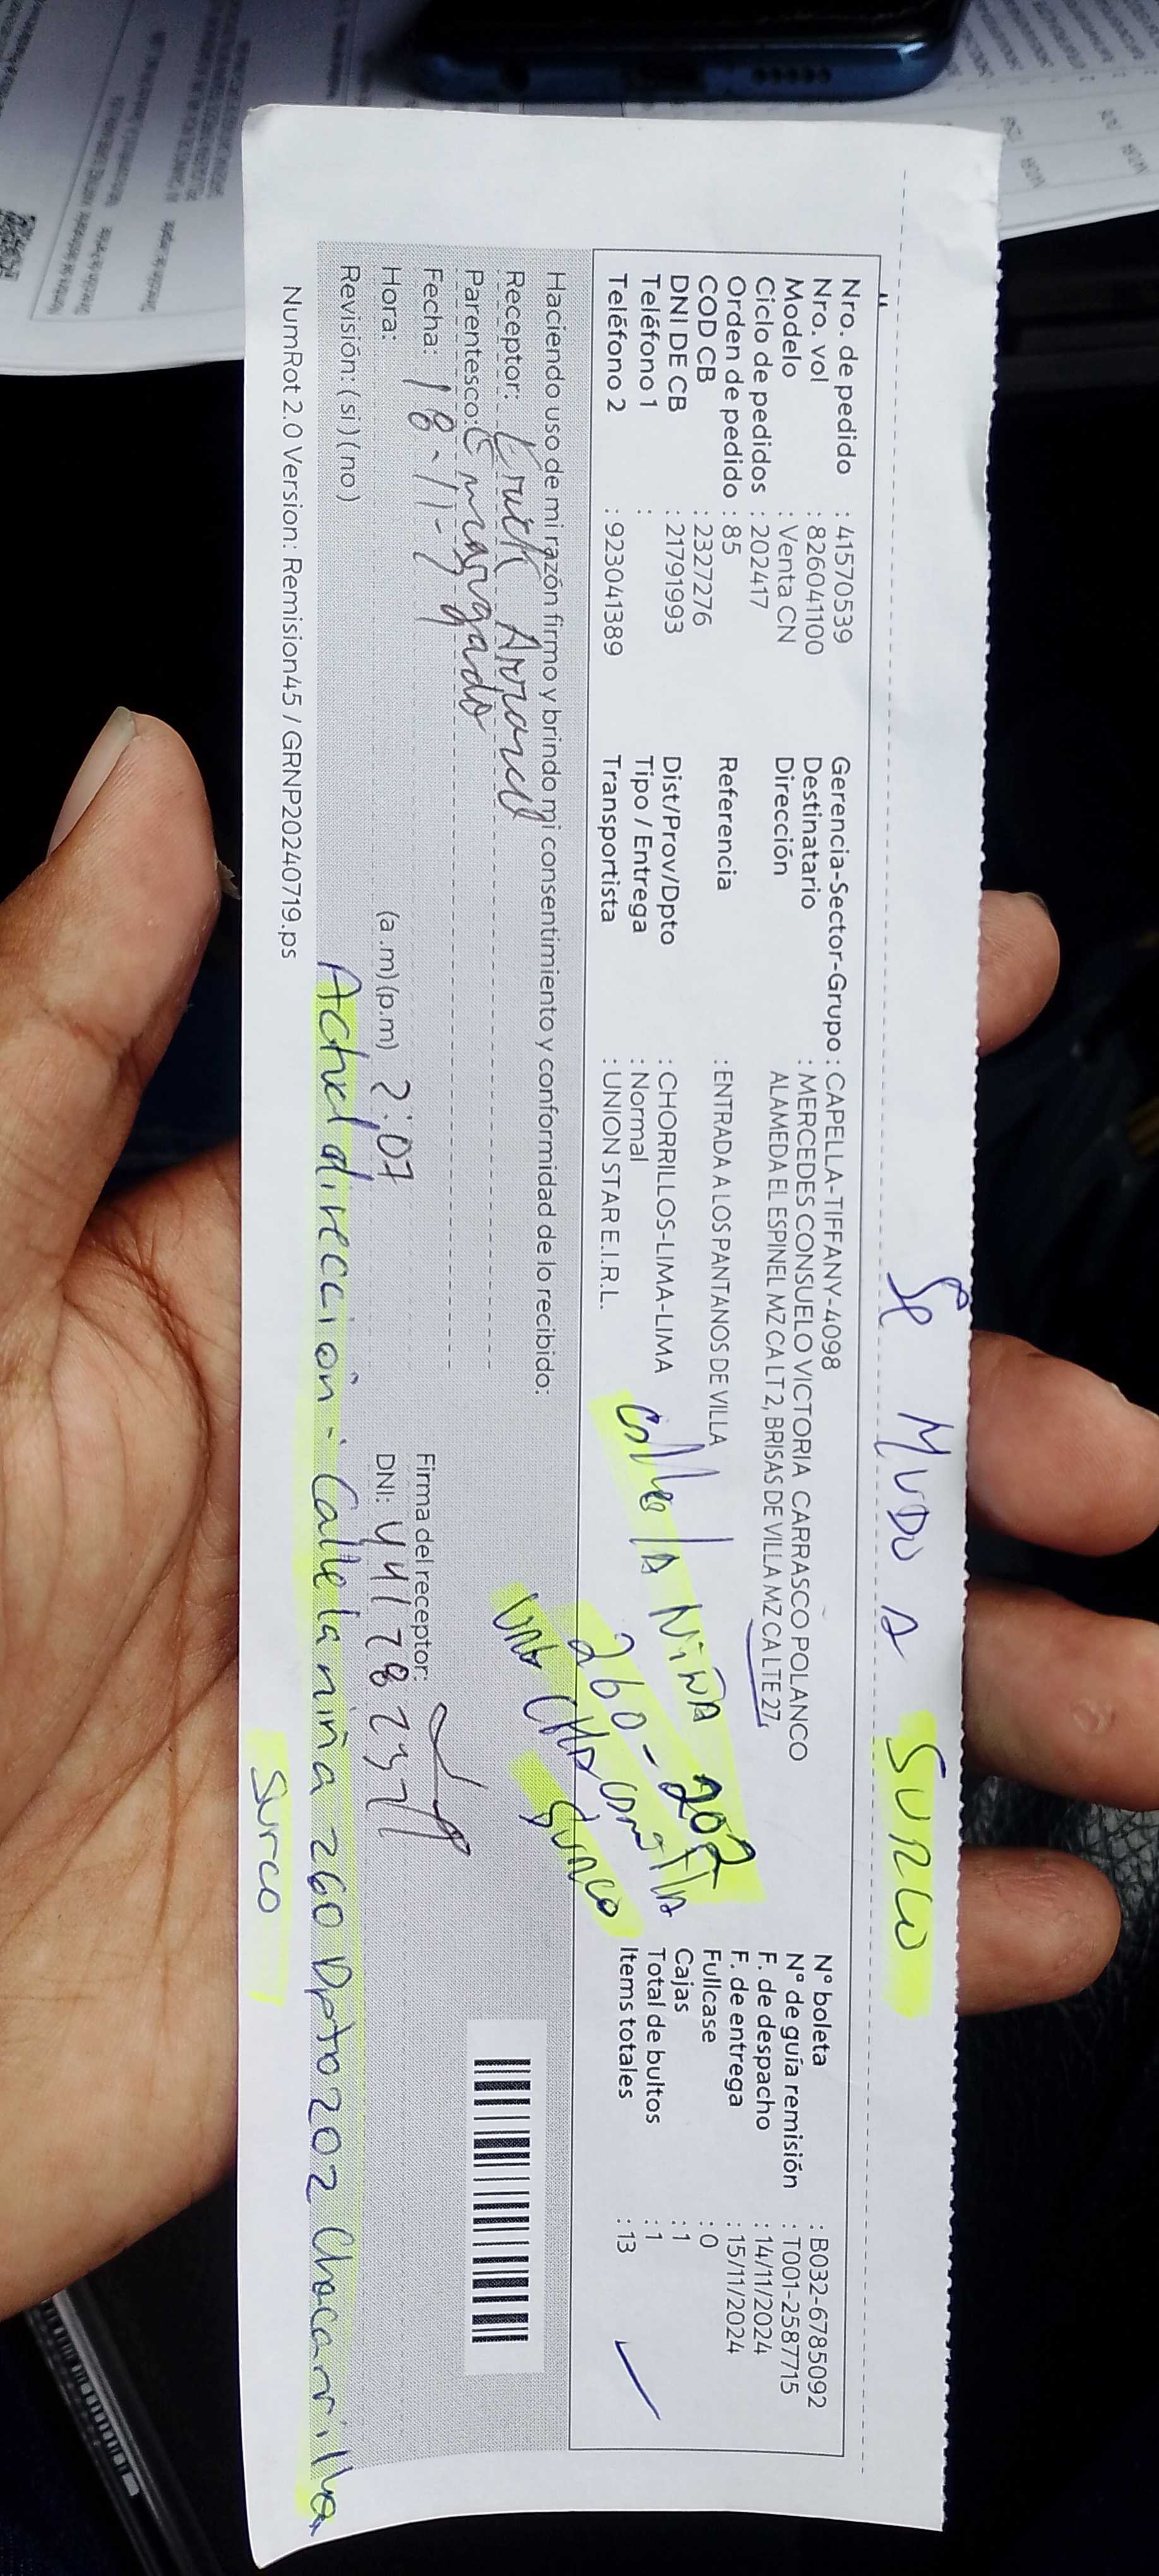 Se MUDO A SURCO
Nro. de pedido : 41570539
Nro. vol : 826041100
Modelo : Venta CN
Ciclo de pedidos : 202417
Orden de pedido : 85
COD CB : 2327276
DNI DE CB : 21791993
Teléfono 1 :
Teléfono 2 : 923041389
Gerencia-Sector-Grupo : CAPELLA-TIFFANY-4098
Destinatario : MERCEDES CONSUELO VICTORIA CARRASCO POLANCO
Dirección ALAMEDA EL ESPINEL MZ CA LT 2, BRISAS DE VILLA MZ CA LTE 27,
Referencia : ENTRADA A LOS PANTANOS DE VILLA
Dist/Prov/Dpto : CHORRILLOS-LIMA-LIMA
Tipo / Entrega : Normal
Transportista : UNION STAR E.I.R.L.
Calle LA NIÑA
260 - 202
SURCO
N° boleta : B032-6785092
N° de guía remisión : T001-2587715
F. de despacho : 14/11/2024
F. de entrega : 15/11/2024
Fullcase : 0
Cajas : 1
Total de bultos : 1
Items totales : 13
Haciendo uso de mi razón firmo y brindo mi consentimiento y conformidad de lo recibido:
Receptor:
Parentesco: Emargado
Fecha: 18-11-
Hora: (a.m)(p.m) 2:07
Revisión: (si)(no)
Firma del receptor:
DNI:
Actual dirección : Calle la niña 260 Dpto 202 Chacarilla
Surco
NumRot 2.0 Version: Remision45 / GRNP20240719.ps